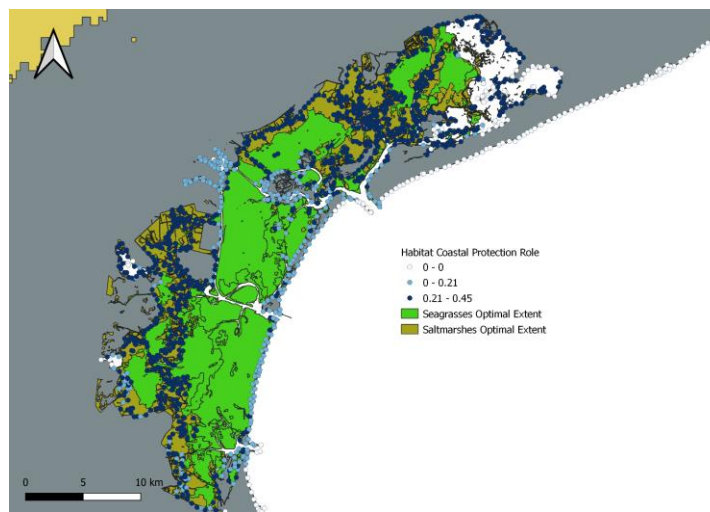 Habitat Coastal Protection Role
0 - 0
0 - 0.21
0.21 - 0.45
Seagrasses Optimal Extent
Saltmarshes Optimal Extent
0 5 10 km